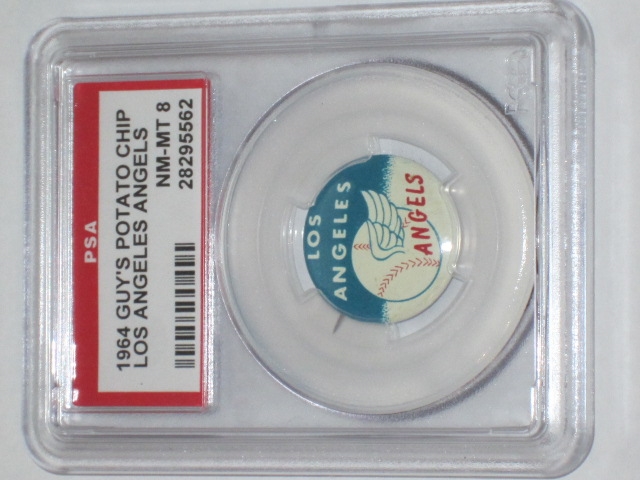 PSA
1964 GUY'S POTATO CHIP
LOS ANGELES ANGELS
NM-MT 8
28295562
LOS
ANGELES
ANGELS